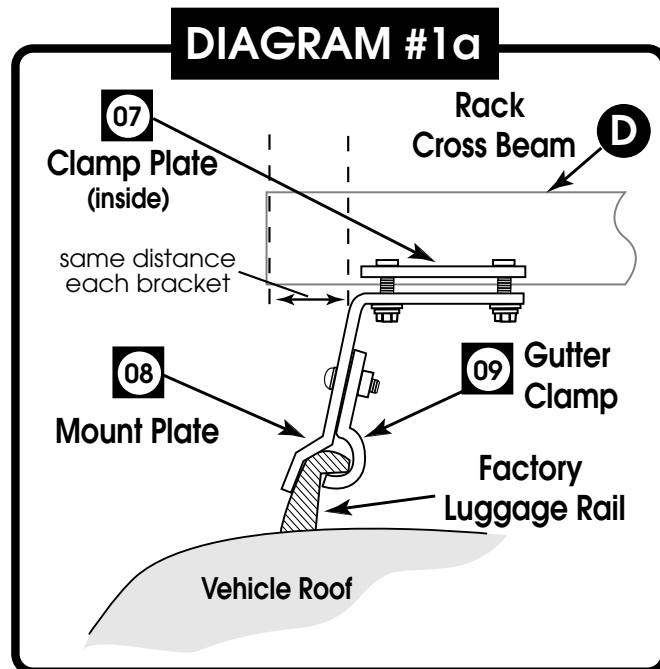 DIAGRAM #1a
07
Clamp Plate
(inside)
Rack
Cross Beam
D
same distance
each bracket
08
Mount Plate
09
Gutter
Clamp
Factory
Luggage Rail
Vehicle Roof